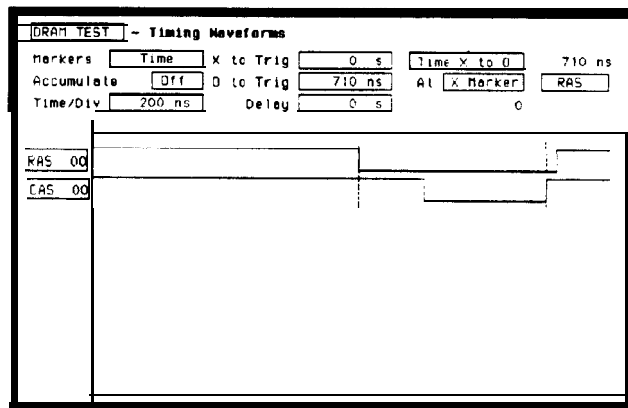 DRAM TEST - Timing Waveforms
Markers Time X to Trig 0 s Time X to O 710 ns
Accumulate Off O to Trig 710 ns At X Marker RAS
Time/Div 200 ns Delay 0 s 0
RAS 00
CAS 00